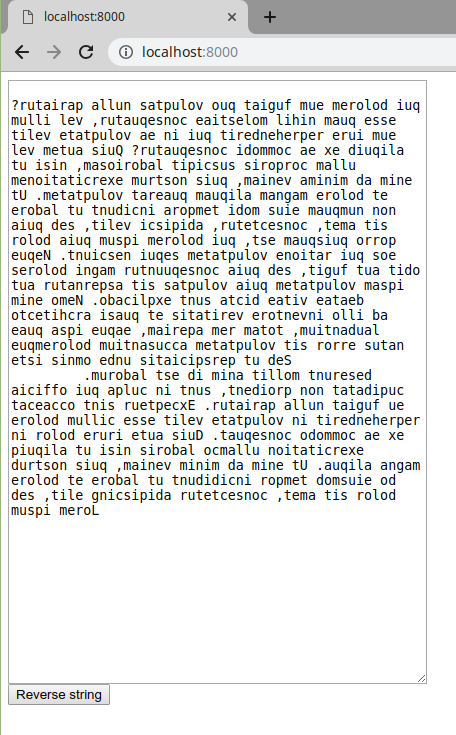 localhost:8000
localhost:8000
?rutairap allun satpulov ouq taiguf mue merolod iuq
mulli lev ,rutauqesnoc eaitselom lihin mauq esse
tilev etatpulov ae ni iuq tiredneherper erui mue
lev metua siuQ ?rutauqesnoc idommoc ae xe diuqila
tu isin ,masoirobal tipicsus siroproc mallu
menoitaticrexe murtson siuq ,mainev aminim da mine
tU .metatpulov tareauq mauqila mangam erolod te
erobal tu tnudicni aropmet idom suie mauqmun non
aiuq des ,tilev icsipida ,rutetcesnoc ,tema tis
rolod aiuq muspi merolod iuq ,tse mauqsiuq orrop
euqeN .tnuicsen iuqes metatpulov enoitar iuq soe
serolod ingam rutnuuqesnoc aiuq des ,tiguf tua tido
tua rutanrepsa tis satpulov aiuq metatpulov maspi
mine omeN .obacilpxe tnus atcid eativ eataeb
otcetihcra isauq te sitatirev erotnevni olli ba
eauq aspi euqae ,mairepa mer matot ,muitnadual
euqmerolod muitnasucca metatpulov tis rorre sutan
etsi sinmo ednu sitaicipsrep tu deS
.murobal tse di mina tillom tnuresed
aiciffo iuq apluc ni tnus ,tnediorp non tatadipuc
taceacco tnis ruetpecxE .rutairap allun taiguf ue
erolod mullic esse tilev etatpulov ni tiredneherper
ni rolod eruri etua siuD .tauqesnoc odommoc ae xe
piuqila tu isin sirobal ocmallu noitaticrexe
durtson siuq ,mainev minim da mine tU .auqila angam
erolod te erobal tu tnudidicni ropmet domsuie od
des ,tile gnicsipida rutetcesnoc ,tema tis rolod
muspi meroL
Reverse string